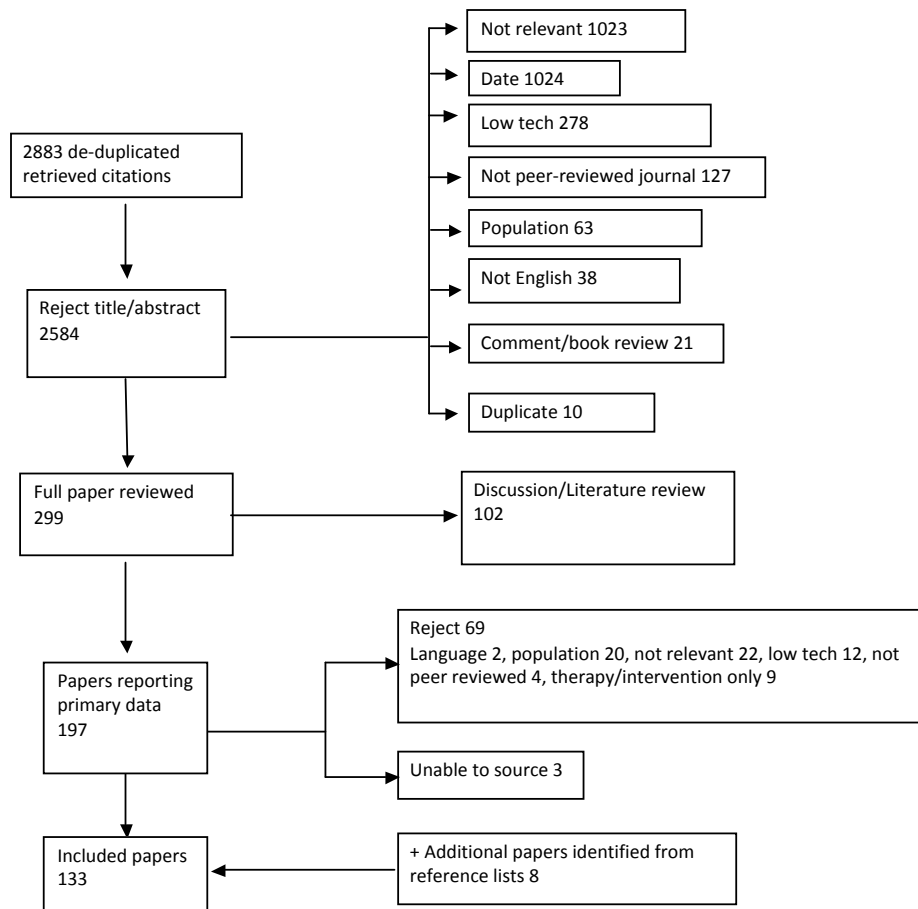 Not relevant 1023
Date 1024
Low tech 278
2883 de-duplicated
retrieved citations
Not peer-reviewed journal 127
Population 63
Not English 38
Reject title/abstract
2584
Comment/book review 21
Duplicate 10
Full paper reviewed
299
Discussion/Literature review
102
Reject 69
Language 2, population 20, not relevant 22, low tech 12, not
peer reviewed 4, therapy/intervention only 9
Papers reporting
primary data
197
Unable to source 3
Included papers
133
+ Additional papers identified from
reference lists 8